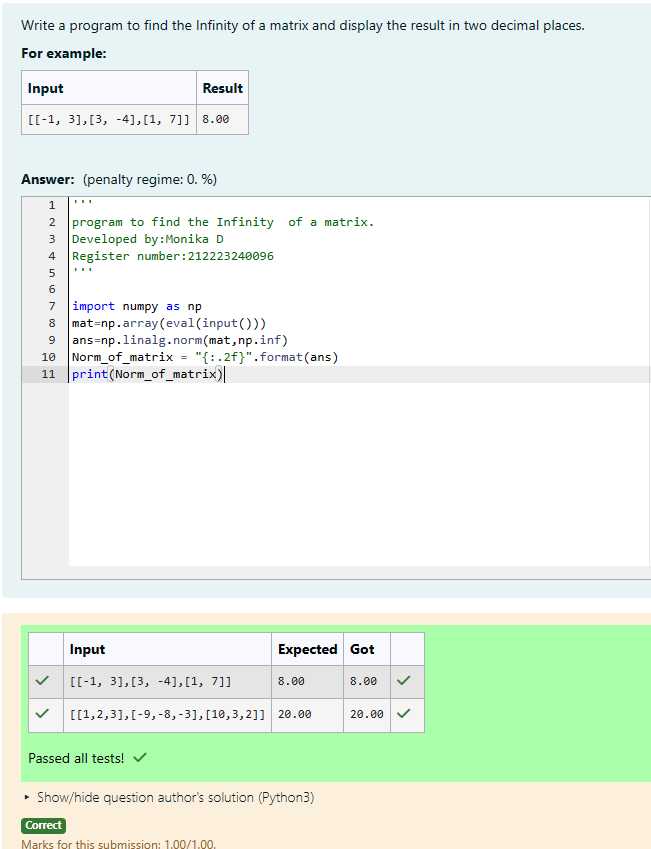 Write a program to find the Infinity of a matrix and display the result in two decimal places.
For example:
Input Result
[[-1, 3],[3, -4],[1, 7]] 8.00
Answer: (penalty regime: 0. %)
1 '''
2 program to find the Infinity  of a matrix.
3 Developed by:Monika D
4 Register number:212223240096
5 '''
6
7 import numpy as np
8 mat=np.array(eval(input()))
9 ans=np.linalg.norm(mat,np.inf)
10 Norm_of_matrix = "{:.2f}".format(ans)
11 print(Norm_of_matrix)
Input Expected Got
✓ [[-1, 3],[3, -4],[1, 7]] 8.00 8.00 ✓
✓ [[1,2,3],[-9,-8,-3],[10,3,2]] 20.00 20.00 ✓
Passed all tests! ✓
▸ Show/hide question author's solution (Python3)
Correct
Marks for this submission: 1.00/1.00.